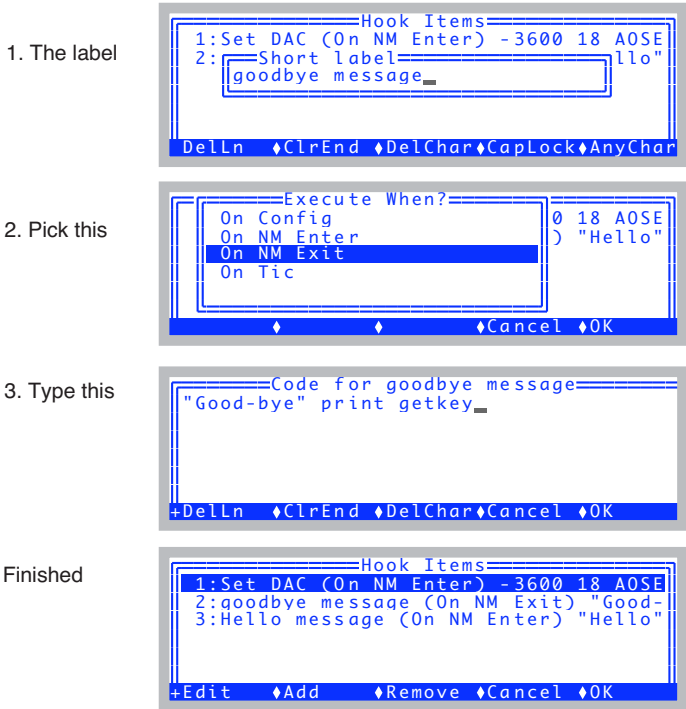 1. The label
Hook Items
1:Set DAC (On NM Enter) -3600 18 AOSE
2: llo"
Short label
goodbye message
DelLn ♦ClrEnd ♦DelChar♦CapLock♦AnyChar
2. Pick this
Execute When?
On Config 0 18 AOSE
On NM Enter ) "Hello"
On NM Exit
On Tic
♦ ♦ ♦Cancel ♦OK
3. Type this
Code for goodbye message
"Good-bye" print getkey
+DelLn ♦ClrEnd ♦DelChar♦Cancel ♦OK
Finished
Hook Items
1:Set DAC (On NM Enter) -3600 18 AOSE
2:goodbye message (On NM Exit) "Good-
3:Hello message (On NM Enter) "Hello"
+Edit ♦Add ♦Remove ♦Cancel ♦OK